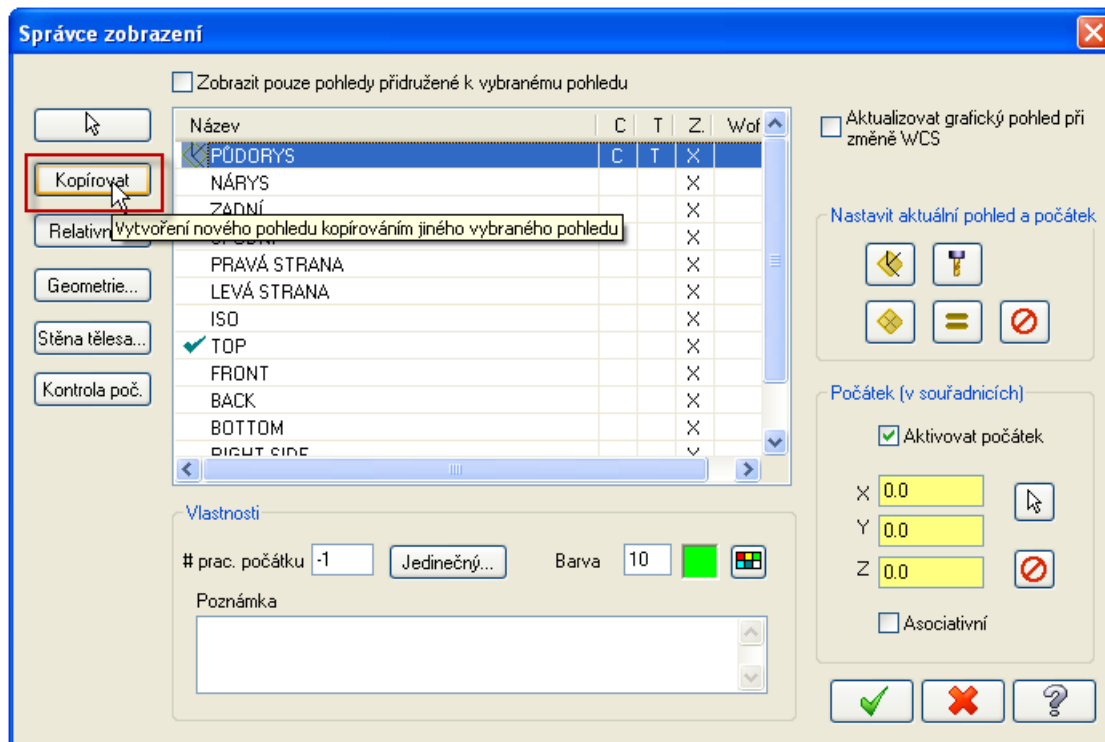 Správce zobrazení
Zobrazit pouze pohledy přidružené k vybranému pohledu
Kopírovat
Geometrie...
Stěna tělesa...
Kontrola poč.
Název C T Z.
PŮDORYS C T X
NÁRYS X
ZADNÍ X
Vytvoření nového pohledu kopírováním jiného vybraného pohledu
X
PRAVÁ STRANA X
LEVÁ STRANA X
ISO X
TOP X
FRONT X
BACK X
BOTTOM X
RIGHT SIDE X
Vlastnosti
# prac. počátku -1 Jedinečný... Barva 10
Poznámka
Aktualizovat grafický pohled při
změně WCS
Nastavit aktuální pohled a počátek
Počátek (v souřadnicích)
Aktivovat počátek
X 0.0
Y 0.0
Z 0.0
Asociativní